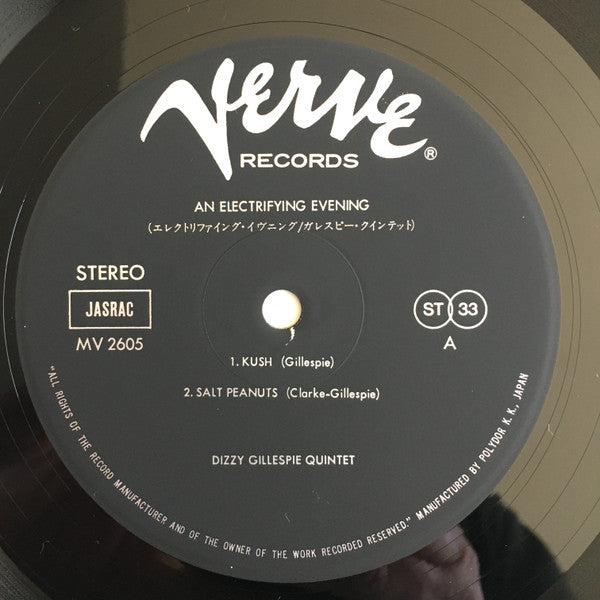 Verve
RECORDS ®
AN ELECTRIFYING EVENING
(エレクトリファイング・イヴニング/ガレスピー・クインテット)
STEREO
JASRAC
MV 2605
ST 33
A
1. KUSH (Gillespie)
2. SALT PEANUTS (Clarke-Gillespie)
DIZZY GILLESPIE QUINTET
"ALL RIGHTS OF THE RECORD MANUFACTURER AND OF THE OWNER OF THE WORK RECORDED RESERVED." MANUFACTURED BY POLYDOR K. K., JAPAN